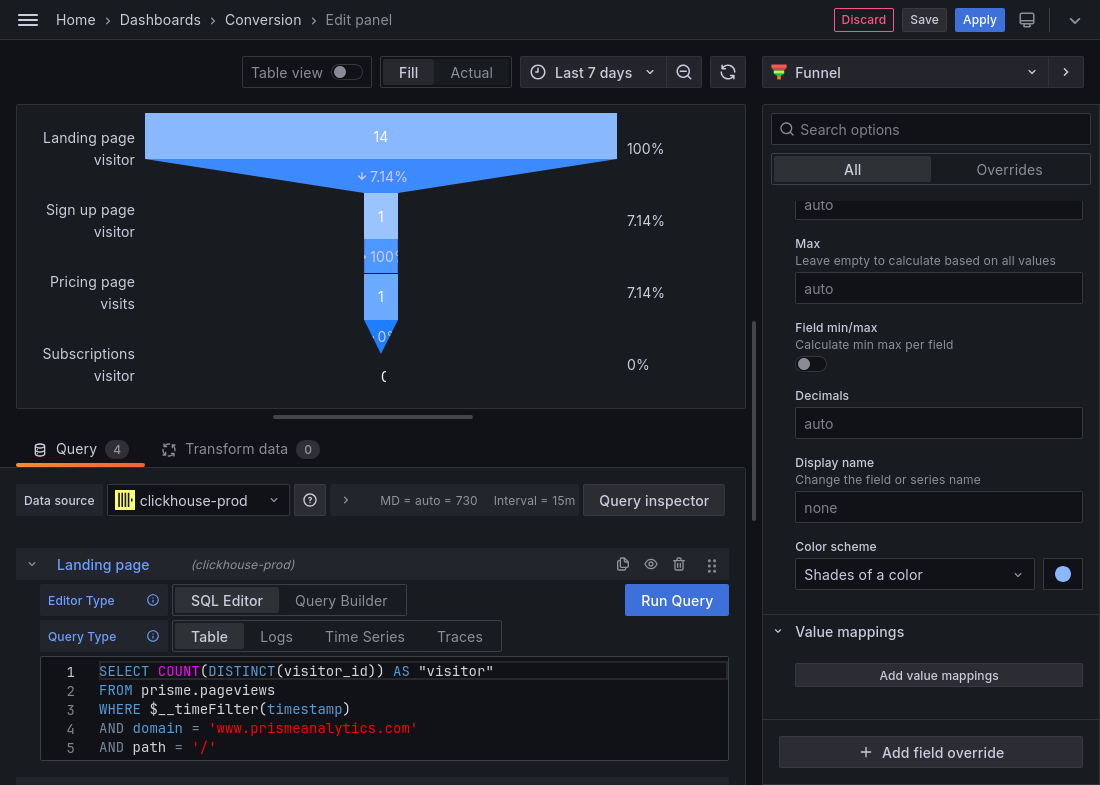 Home › Dashboards › Conversion › Edit panel
Discard Save Apply
Table view Fill Actual Last 7 days Funnel
Landing page visitor
14
100%
7.14%
Sign up page visitor
1
7.14%
100%
Pricing page visits
1
7.14%
0%
Subscriptions visitor
0
0%
Query 4 Transform data 0
Data source clickhouse-prod MD = auto = 730 Interval = 15m Query inspector
Landing page (clickhouse-prod)
Editor Type SQL Editor Query Builder Run Query
Query Type Table Logs Time Series Traces
1 SELECT COUNT(DISTINCT(visitor_id)) AS "visitor"
2 FROM prisme.pageviews
3 WHERE $__timeFilter(timestamp)
4 AND domain = 'www.prismeanalytics.com'
5 AND path = '/'
Search options
All Overrides
auto
Max
Leave empty to calculate based on all values
auto
Field min/max
Calculate min max per field
Decimals
auto
Display name
Change the field or series name
none
Color scheme
Shades of a color
Value mappings
Add value mappings
+ Add field override